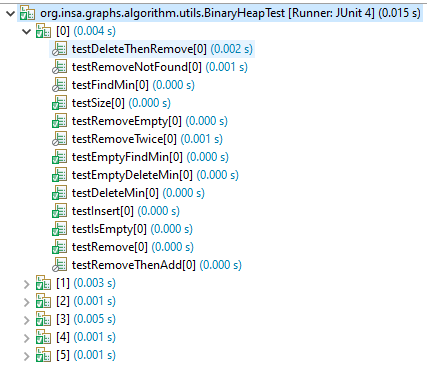 org.insa.graphs.algorithm.utils.BinaryHeapTest [Runner: JUnit 4] (0.015 s)
[0] (0.004 s)
testDeleteThenRemove[0] (0.002 s)
testRemoveNotFound[0] (0.001 s)
testFindMin[0] (0.000 s)
testSize[0] (0.000 s)
testRemoveEmpty[0] (0.000 s)
testRemoveTwice[0] (0.001 s)
testEmptyFindMin[0] (0.000 s)
testEmptyDeleteMin[0] (0.000 s)
testDeleteMin[0] (0.000 s)
testInsert[0] (0.000 s)
testIsEmpty[0] (0.000 s)
testRemove[0] (0.000 s)
testRemoveThenAdd[0] (0.000 s)
[1] (0.003 s)
[2] (0.001 s)
[3] (0.005 s)
[4] (0.001 s)
[5] (0.001 s)